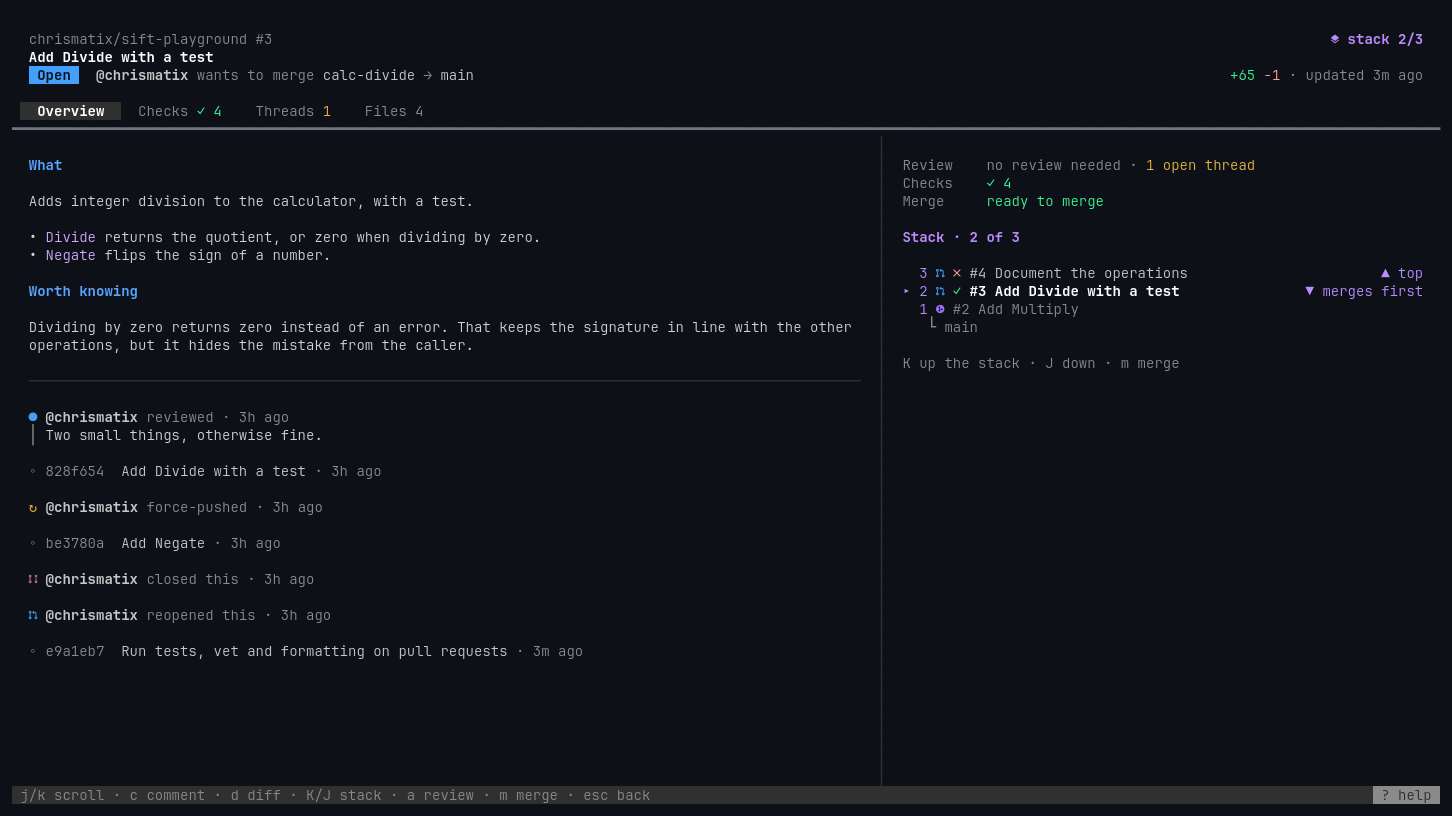 chrismatix/sift-playground #3
stack 2/3
Add Divide with a test
Open @chrismatix wants to merge calc-divide → main
+65 -1 · updated 3m ago
Overview Checks ✓ 4 Threads 1 Files 4
What
Adds integer division to the calculator, with a test.
• Divide returns the quotient, or zero when dividing by zero.
• Negate flips the sign of a number.
Worth knowing
Dividing by zero returns zero instead of an error. That keeps the signature in line with the other
operations, but it hides the mistake from the caller.
@chrismatix reviewed · 3h ago
Two small things, otherwise fine.
828f654 Add Divide with a test · 3h ago
↻ @chrismatix force-pushed · 3h ago
be3780a Add Negate · 3h ago
@chrismatix closed this · 3h ago
@chrismatix reopened this · 3h ago
e9a1eb7 Run tests, vet and formatting on pull requests · 3m ago
Review no review needed · 1 open thread
Checks ✓ 4
Merge ready to merge
Stack · 2 of 3
3 ✕ #4 Document the operations ▲ top
▸ 2 ✓ #3 Add Divide with a test ▼ merges first
1 #2 Add Multiply
└ main
K up the stack · J down · m merge
j/k scroll · c comment · d diff · K/J stack · a review · m merge · esc back
? help